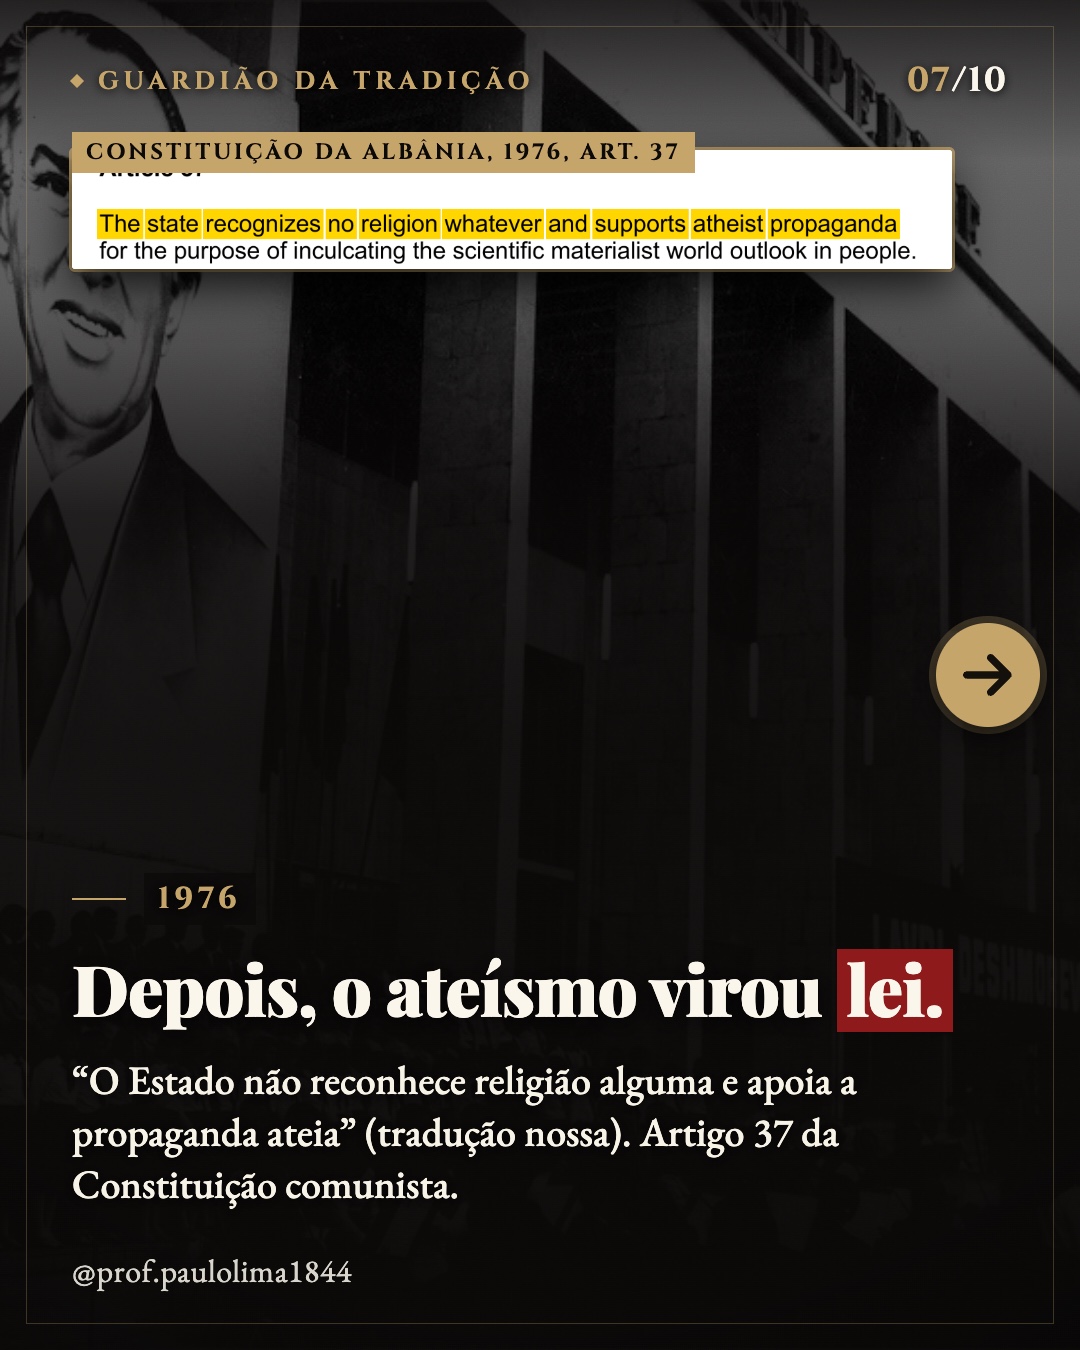 ◆ GUARDIÃO DA TRADIÇÃO
07/10
CONSTITUIÇÃO DA ALBÂNIA, 1976, ART. 37
The state recognizes no religion whatever and supports atheist propaganda
for the purpose of inculcating the scientific materialist world outlook in people.
1976
Depois, o ateísmo virou lei.
“O Estado não reconhece religião alguma e apoia a
propaganda ateia” (tradução nossa). Artigo 37 da
Constituição comunista.
@prof.paulolima1844